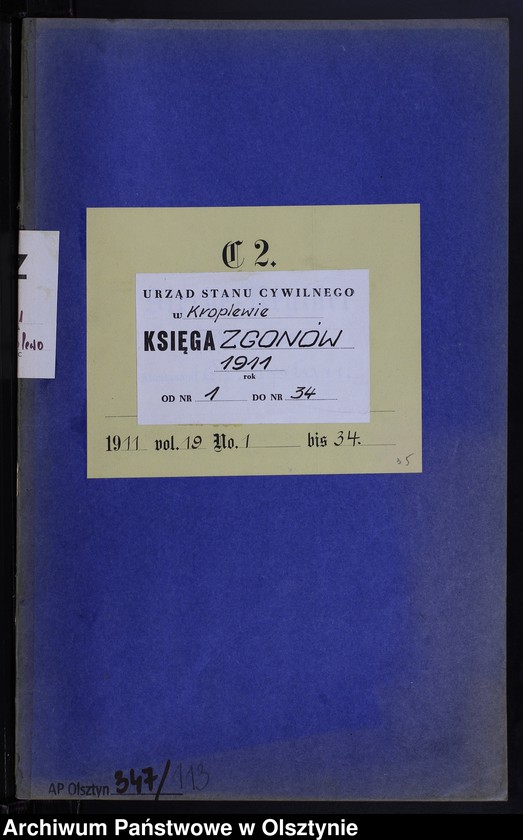 C 2.
URZĄD STANU CYWILNEGO
w Kroplewie
KSIĘGA ZGONÓW
1911
rok
OD NR 1 DO NR 34
1911 vol. 19 No. 1 bis 34.
35
Z
lewo
AP Olsztyn 347/113
Archiwum Państwowe w Olsztynie